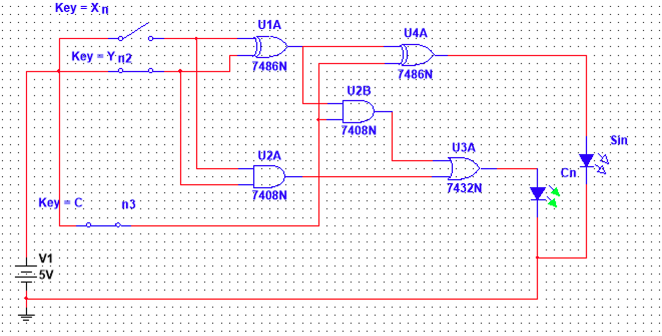 Key = X n
U1A
U4A
Key = Y n2
7486N
7486N
U2B
7408N
U2A
U3A
Sin
Cn
7408N
7432N
Key = C n3
V1
5V